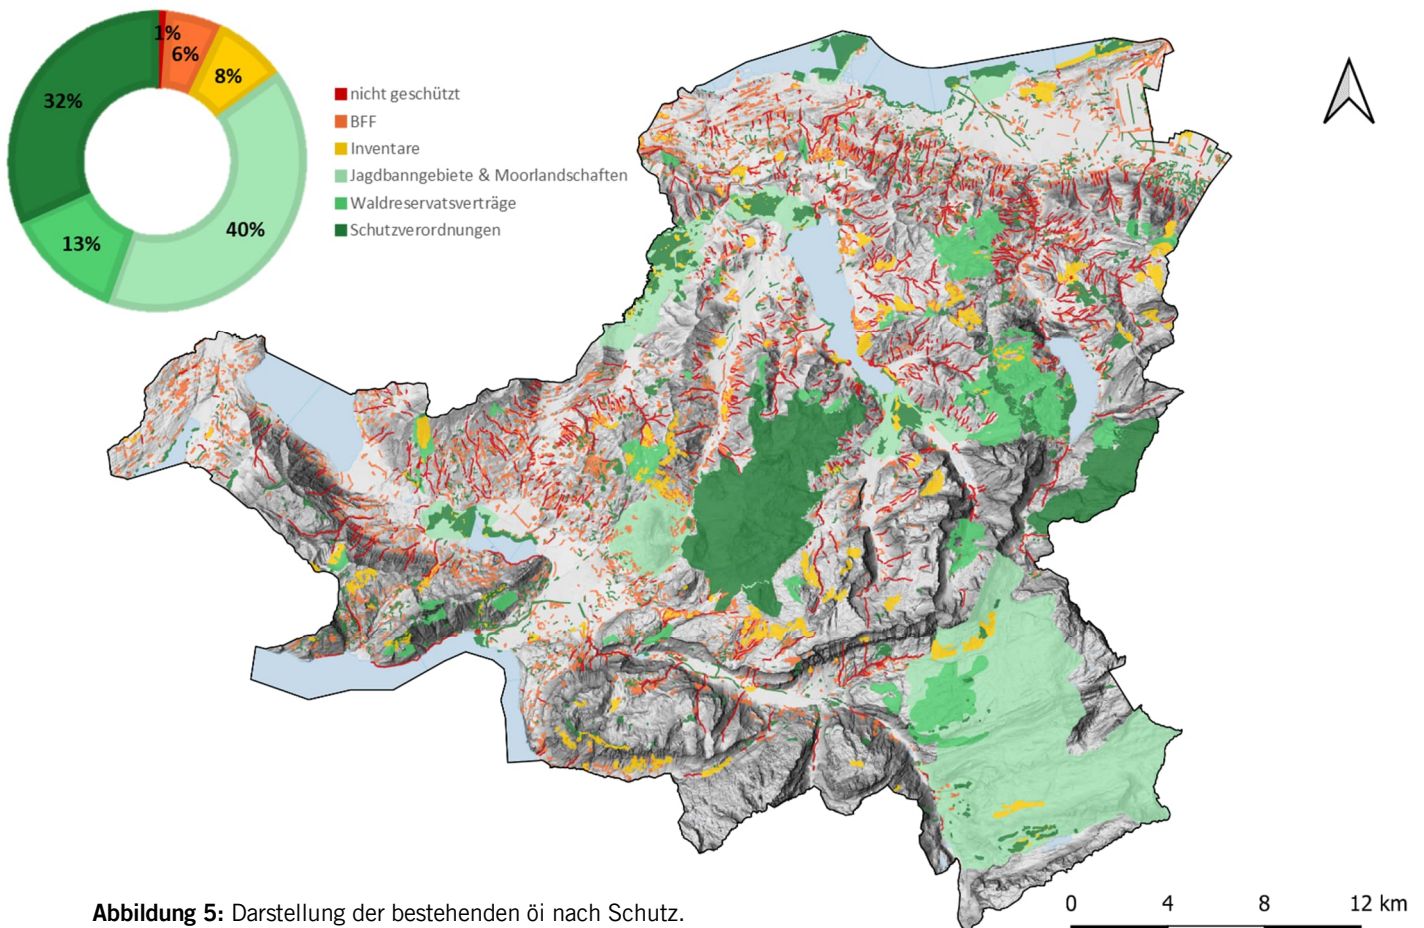 1%
6%
8%
32%
40%
13%
nicht geschützt
BFF
Inventare
Jagdbanngebiete & Moorlandschaften
Waldreservatsverträge
Schutzverordnungen
Abbildung 5: Darstellung der bestehenden öi nach Schutz.
0 4 8 12 km